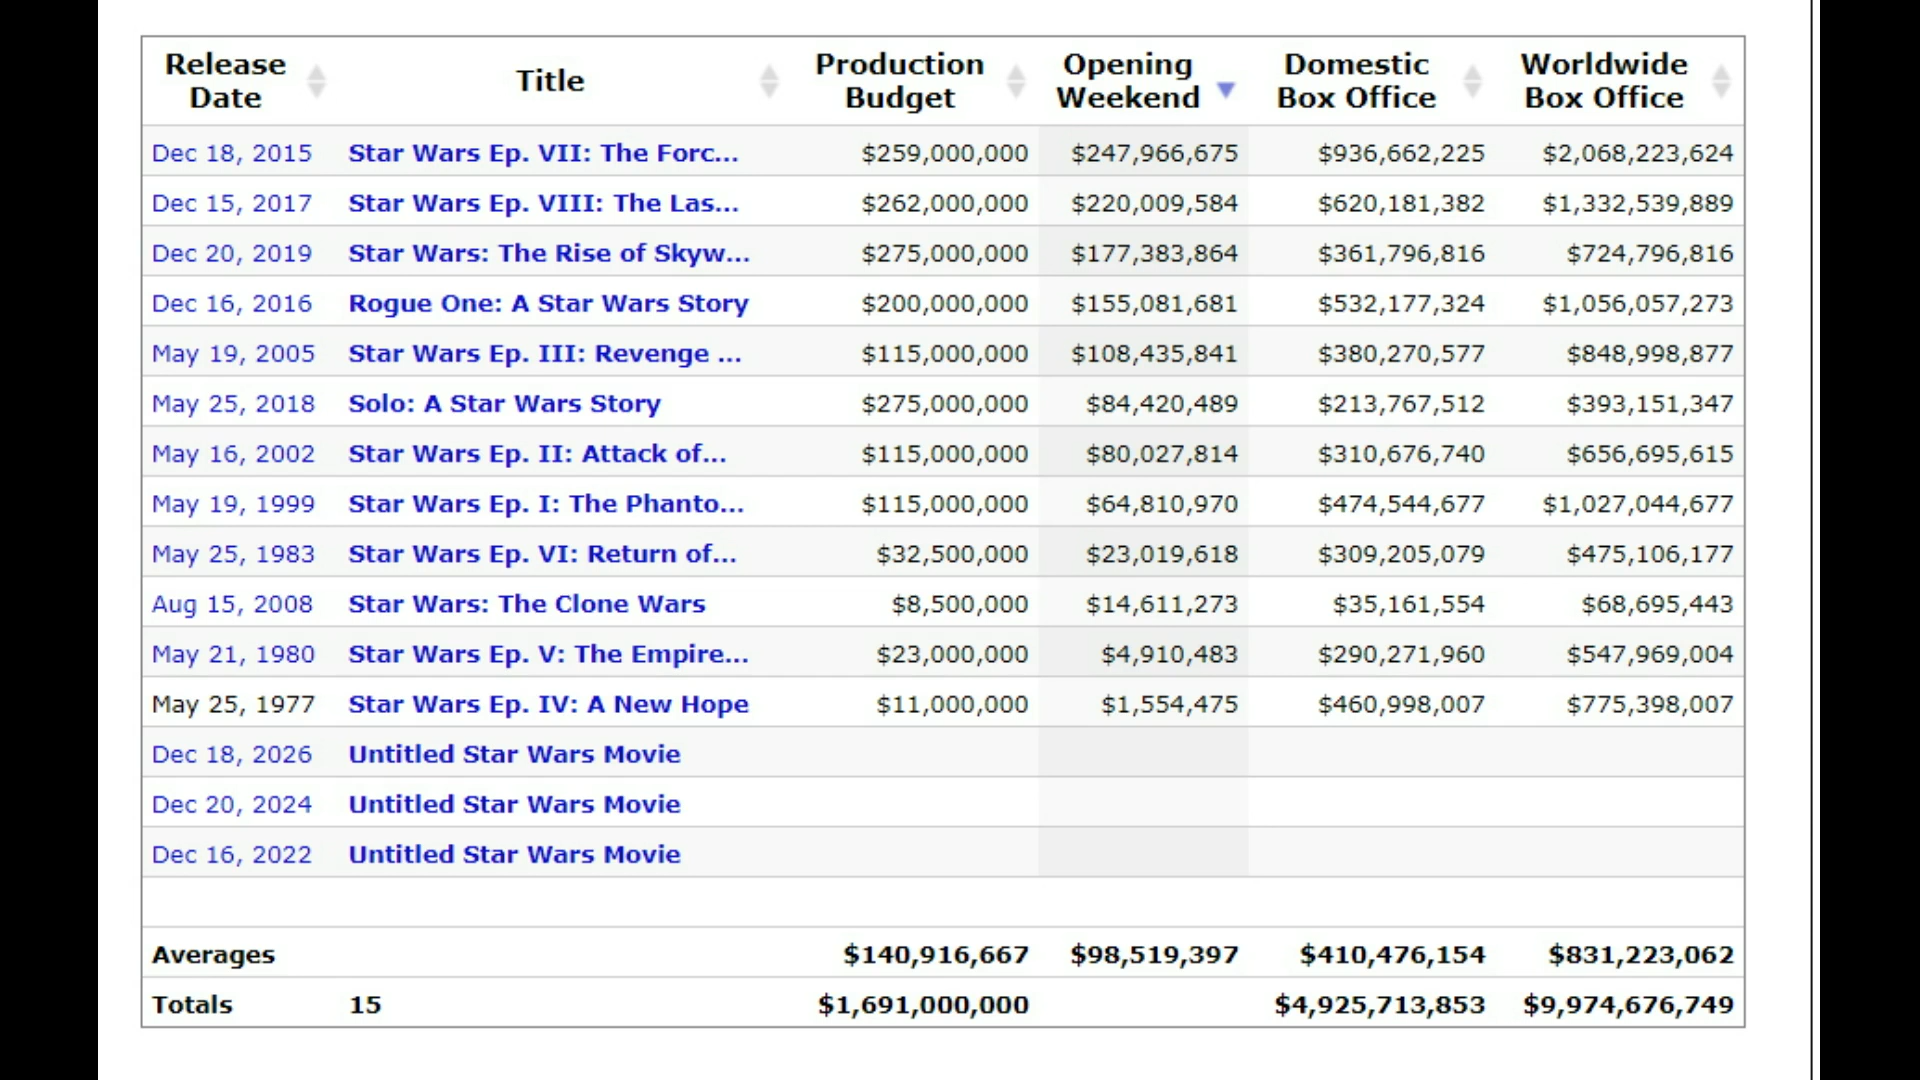 Release Date Title Production Budget Opening Weekend Domestic Box Office Worldwide Box Office
Dec 18, 2015 Star Wars Ep. VII: The Forc... $259,000,000 $247,966,675 $936,662,225 $2,068,223,624
Dec 15, 2017 Star Wars Ep. VIII: The Las... $262,000,000 $220,009,584 $620,181,382 $1,332,539,889
Dec 20, 2019 Star Wars: The Rise of Skyw... $275,000,000 $177,383,864 $361,796,816 $724,796,816
Dec 16, 2016 Rogue One: A Star Wars Story $200,000,000 $155,081,681 $532,177,324 $1,056,057,273
May 19, 2005 Star Wars Ep. III: Revenge ... $115,000,000 $108,435,841 $380,270,577 $848,998,877
May 25, 2018 Solo: A Star Wars Story $275,000,000 $84,420,489 $213,767,512 $393,151,347
May 16, 2002 Star Wars Ep. II: Attack of... $115,000,000 $80,027,814 $310,676,740 $656,695,615
May 19, 1999 Star Wars Ep. I: The Phanto... $115,000,000 $64,810,970 $474,544,677 $1,027,044,677
May 25, 1983 Star Wars Ep. VI: Return of... $32,500,000 $23,019,618 $309,205,079 $475,106,177
Aug 15, 2008 Star Wars: The Clone Wars $8,500,000 $14,611,273 $35,161,554 $68,695,443
May 21, 1980 Star Wars Ep. V: The Empire... $23,000,000 $4,910,483 $290,271,960 $547,969,004
May 25, 1977 Star Wars Ep. IV: A New Hope $11,000,000 $1,554,475 $460,998,007 $775,398,007
Dec 18, 2026 Untitled Star Wars Movie
Dec 20, 2024 Untitled Star Wars Movie
Dec 16, 2022 Untitled Star Wars Movie
Averages $140,916,667 $98,519,397 $410,476,154 $831,223,062
Totals 15 $1,691,000,000 $4,925,713,853 $9,974,676,749